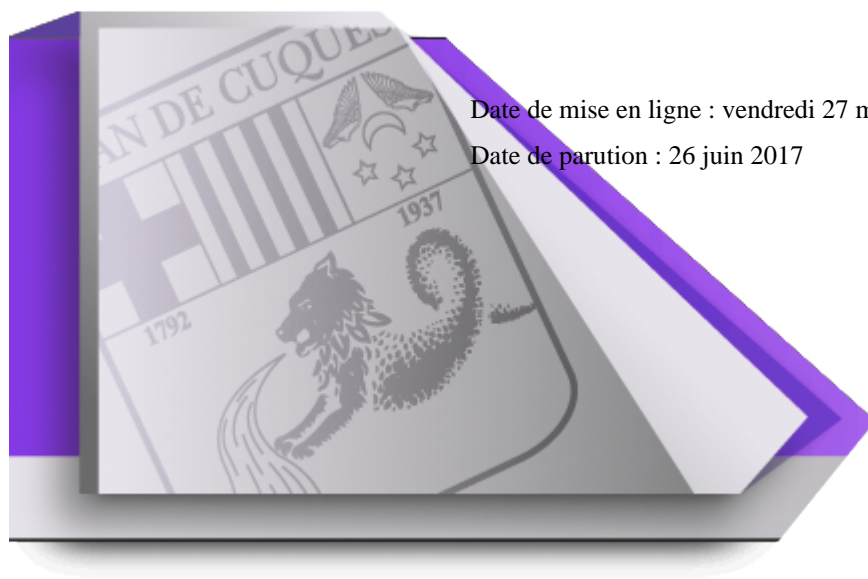 AN DE CUQUES
1937
1792
Date de mise en ligne : vendredi 27 m
Date de parution : 26 juin 2017